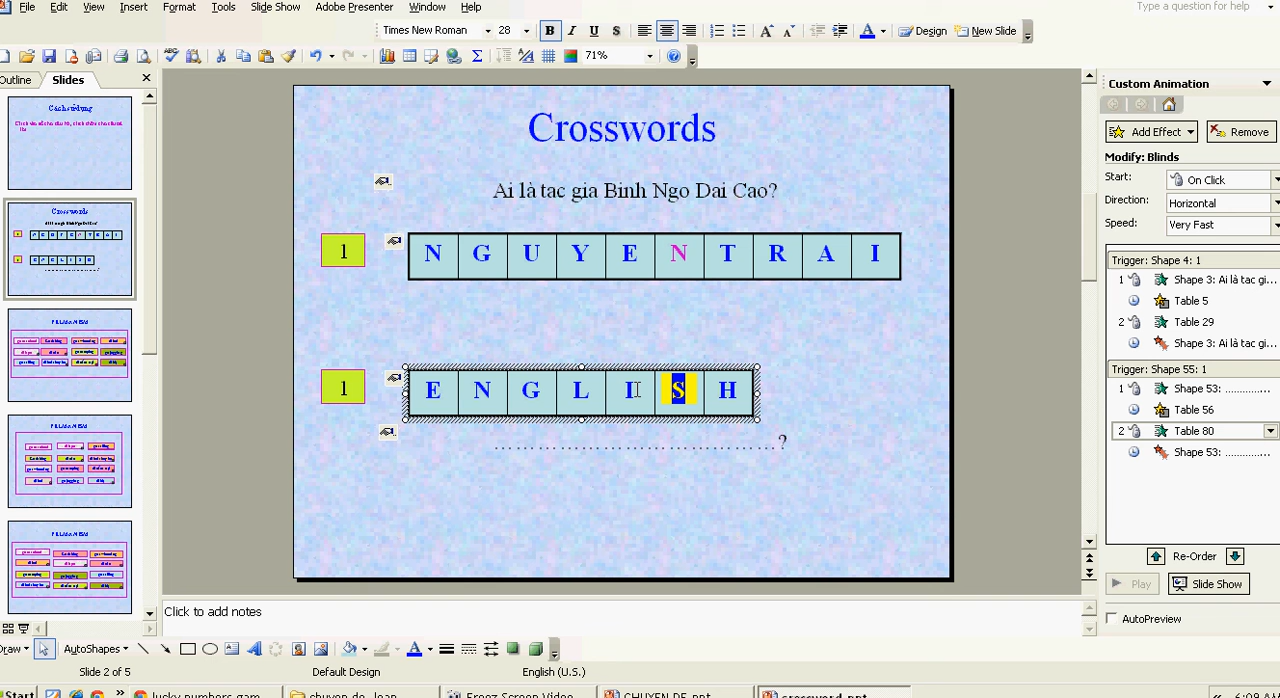 File Edit View Insert Format Tools Slide Show Adobe Presenter Window Help
Type a question for help
Times New Roman 28 B I U S A A A Design New Slide
71%
Outline Slides
Custom Animation
Add Effect Remove
Modify: Blinds
Start: On Click
Direction: Horizontal
Speed: Very Fast
Trigger: Shape 4: 1
1 Shape 3: Ai là tac gi...
Table 5
2 Table 29
Shape 3: Ai là tac gi...
Trigger: Shape 55: 1
1 Shape 53: ..............
Table 56
2 Table 80
Shape 53: ..............
Re-Order
Play Slide Show
AutoPreview
Crosswords
Ai là tac gia Binh Ngo Dai Cao?
1 N G U Y E N T R A I
1 E N G L I S H
........................................?
Click to add notes
Draw AutoShapes
Slide 2 of 5 Default Design English (U.S.)
Start lucky numbers gam chuyen de loan Freez Screen Video CHUYEN DE.ppt crossword.ppt 6:09 AM